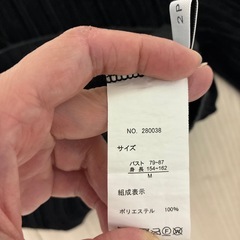 2P
NO. 280038
サイズ
バスト 79-87
身長 154-162
M
組成表示
ポリエステル 100%